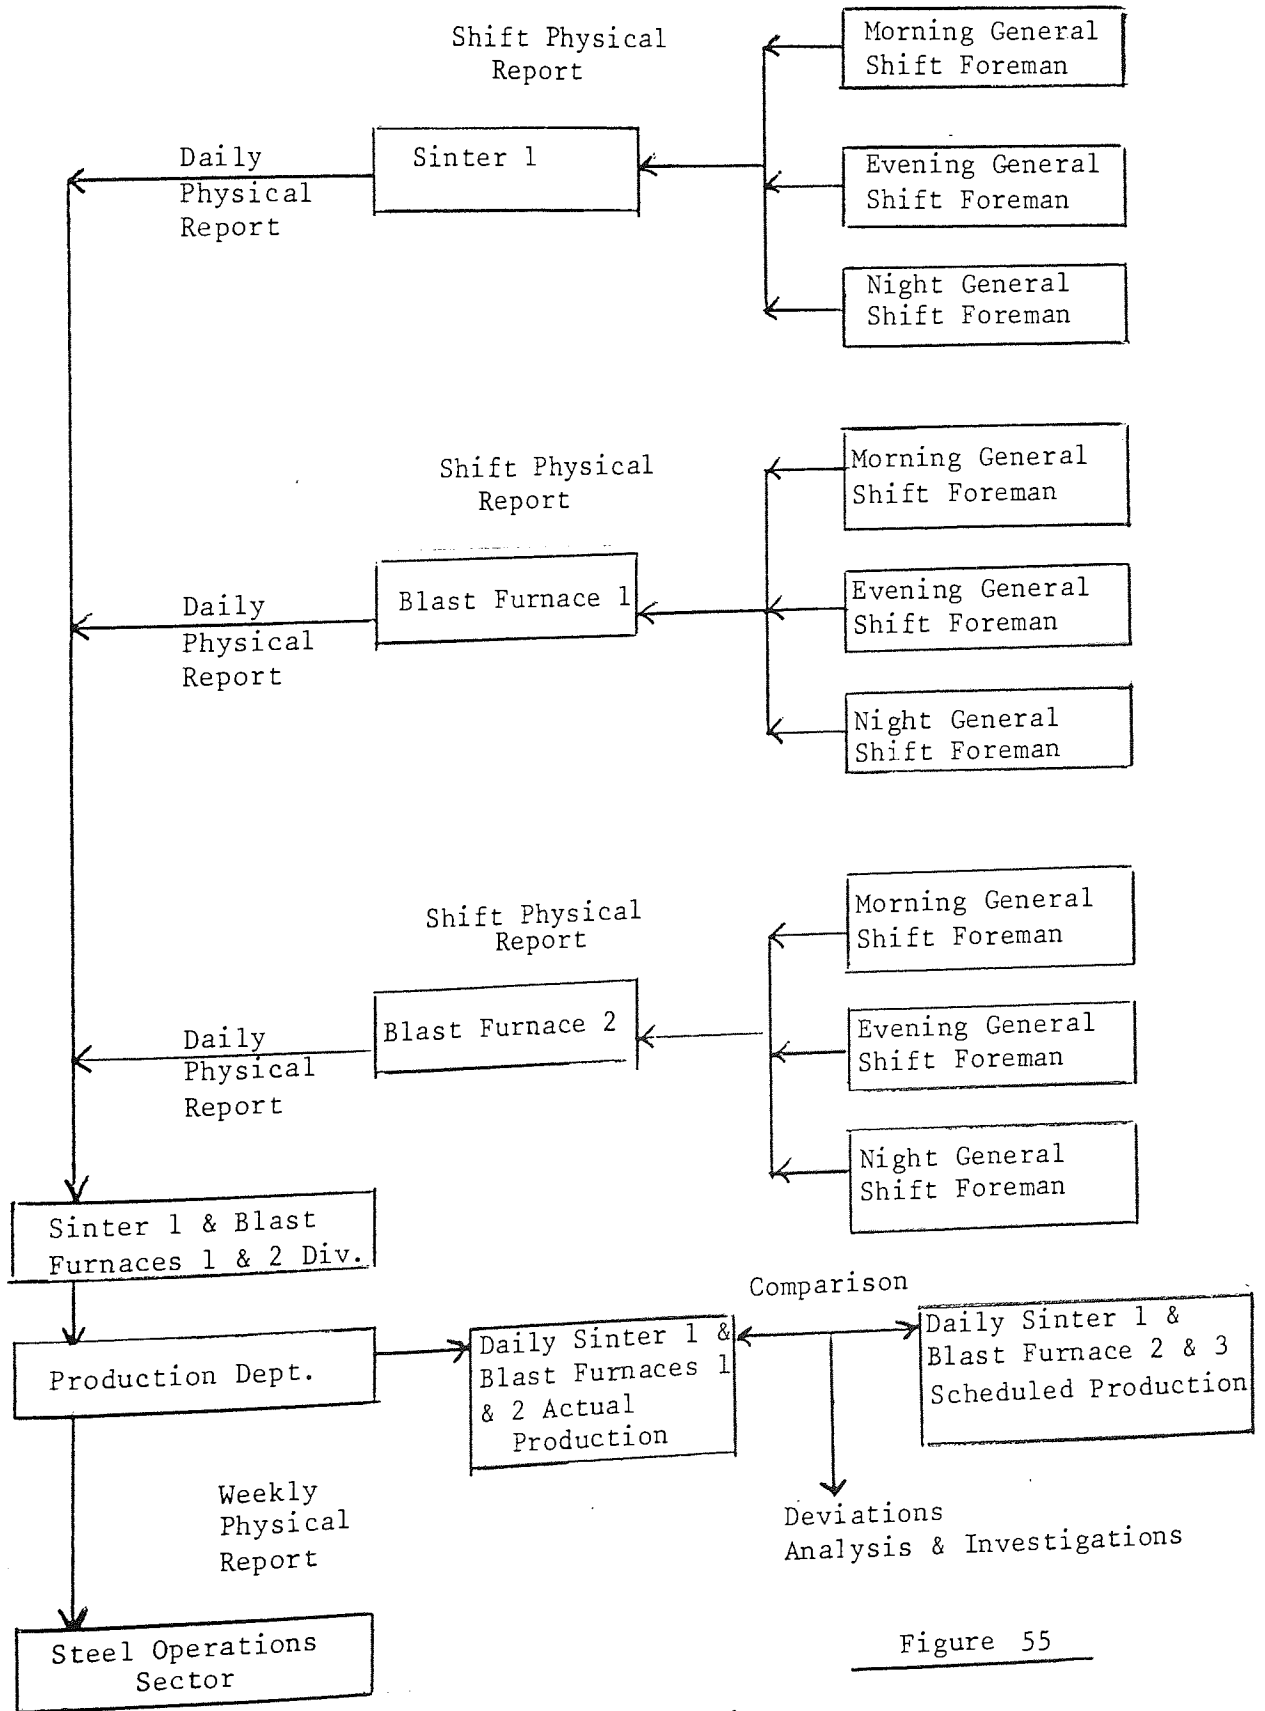 Shift Physical
Report
Morning General
Shift Foreman
Daily
Physical
Report
Sinter 1
Evening General
Shift Foreman
Night General
Shift Foreman
Shift Physical
Report
Morning General
Shift Foreman
Daily
Physical
Report
Blast Furnace 1
Evening General
Shift Foreman
Night General
Shift Foreman
Shift Physical
Report
Morning General
Shift Foreman
Daily
Physical
Report
Blast Furnace 2
Evening General
Shift Foreman
Night General
Shift Foreman
Sinter 1 & Blast
Furnaces 1 & 2 Div.
Production Dept.
Daily Sinter 1 &
Blast Furnaces 1
& 2 Actual
Production
Comparison
Daily Sinter 1 &
Blast Furnace 2 & 3
Scheduled Production
Weekly
Physical
Report
Deviations
Analysis & Investigations
Steel Operations
Sector
Figure 55